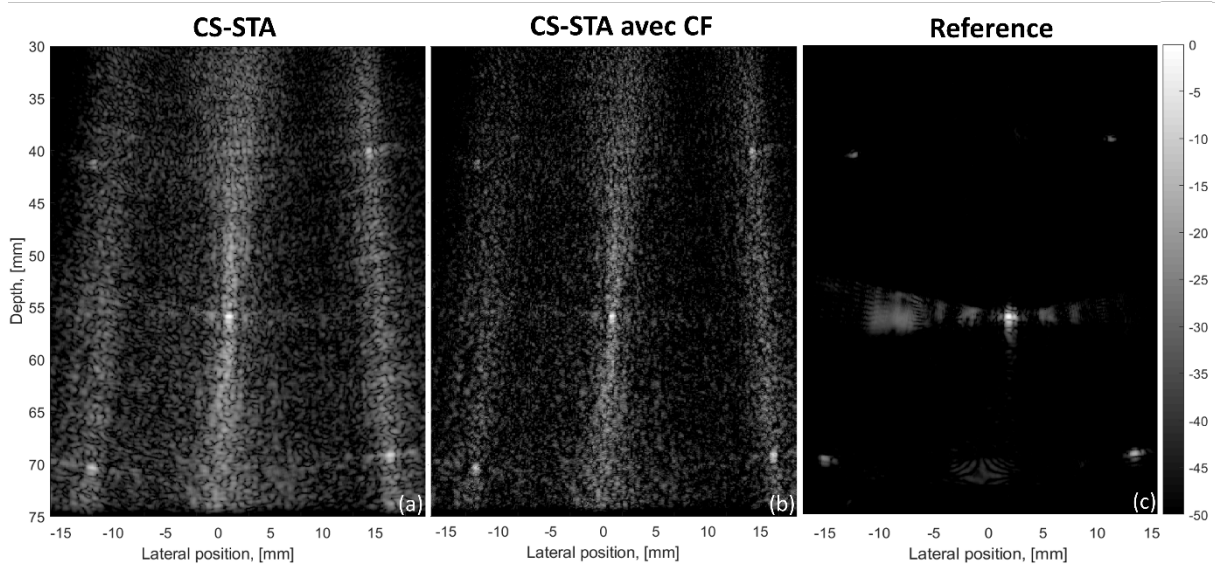 CS-STA
CS-STA avec CF
Reference
30
35
40
45
50
55
60
65
70
75
Depth, [mm]
(a)
(b)
(c)
0
-5
-10
-15
-20
-25
-30
-35
-40
-45
-50
-15 -10 -5 0 5 10 15
-15 -10 -5 0 5 10 15
-15 -10 -5 0 5 10 15
Lateral position, [mm]
Lateral position, [mm]
Lateral position, [mm]